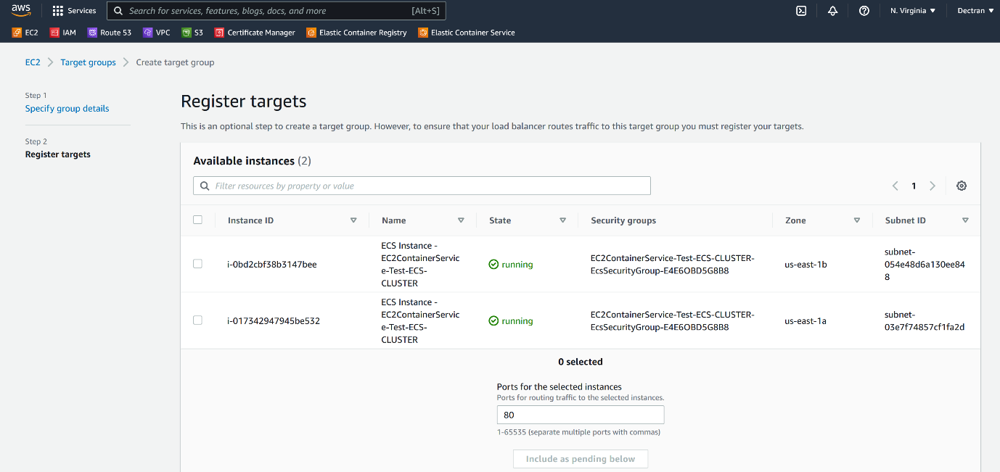 aws Services Search for services, features, blogs, docs, and more [Alt+S] N. Virginia Dectran
EC2 IAM Route 53 VPC S3 Certificate Manager Elastic Container Registry Elastic Container Service
EC2 Target groups Create target group
Step 1
Specify group details
Step 2
Register targets
Register targets
This is an optional step to create a target group. However, to ensure that your load balancer routes traffic to this target group you must register your targets.
Available instances (2)
Filter resources by property or value
1
Instance ID Name State Security groups Zone Subnet ID
i-0bd2cbf38b3147bee
ECS Instance -
EC2ContainerServic
e-Test-ECS-
CLUSTER
running
EC2ContainerService-Test-ECS-CLUSTER-
EcsSecurityGroup-E4E6OBD5G8B8
us-east-1b
subnet-
054e48d6a130ee84
8
i-017342947945be532
ECS Instance -
EC2ContainerServic
e-Test-ECS-
CLUSTER
running
EC2ContainerService-Test-ECS-CLUSTER-
EcsSecurityGroup-E4E6OBD5G8B8
us-east-1a
subnet-
03e7f74857cf1fa2d
0 selected
Ports for the selected instances
Ports for routing traffic to the selected instances.
80
1-65535 (separate multiple ports with commas)
Include as pending below